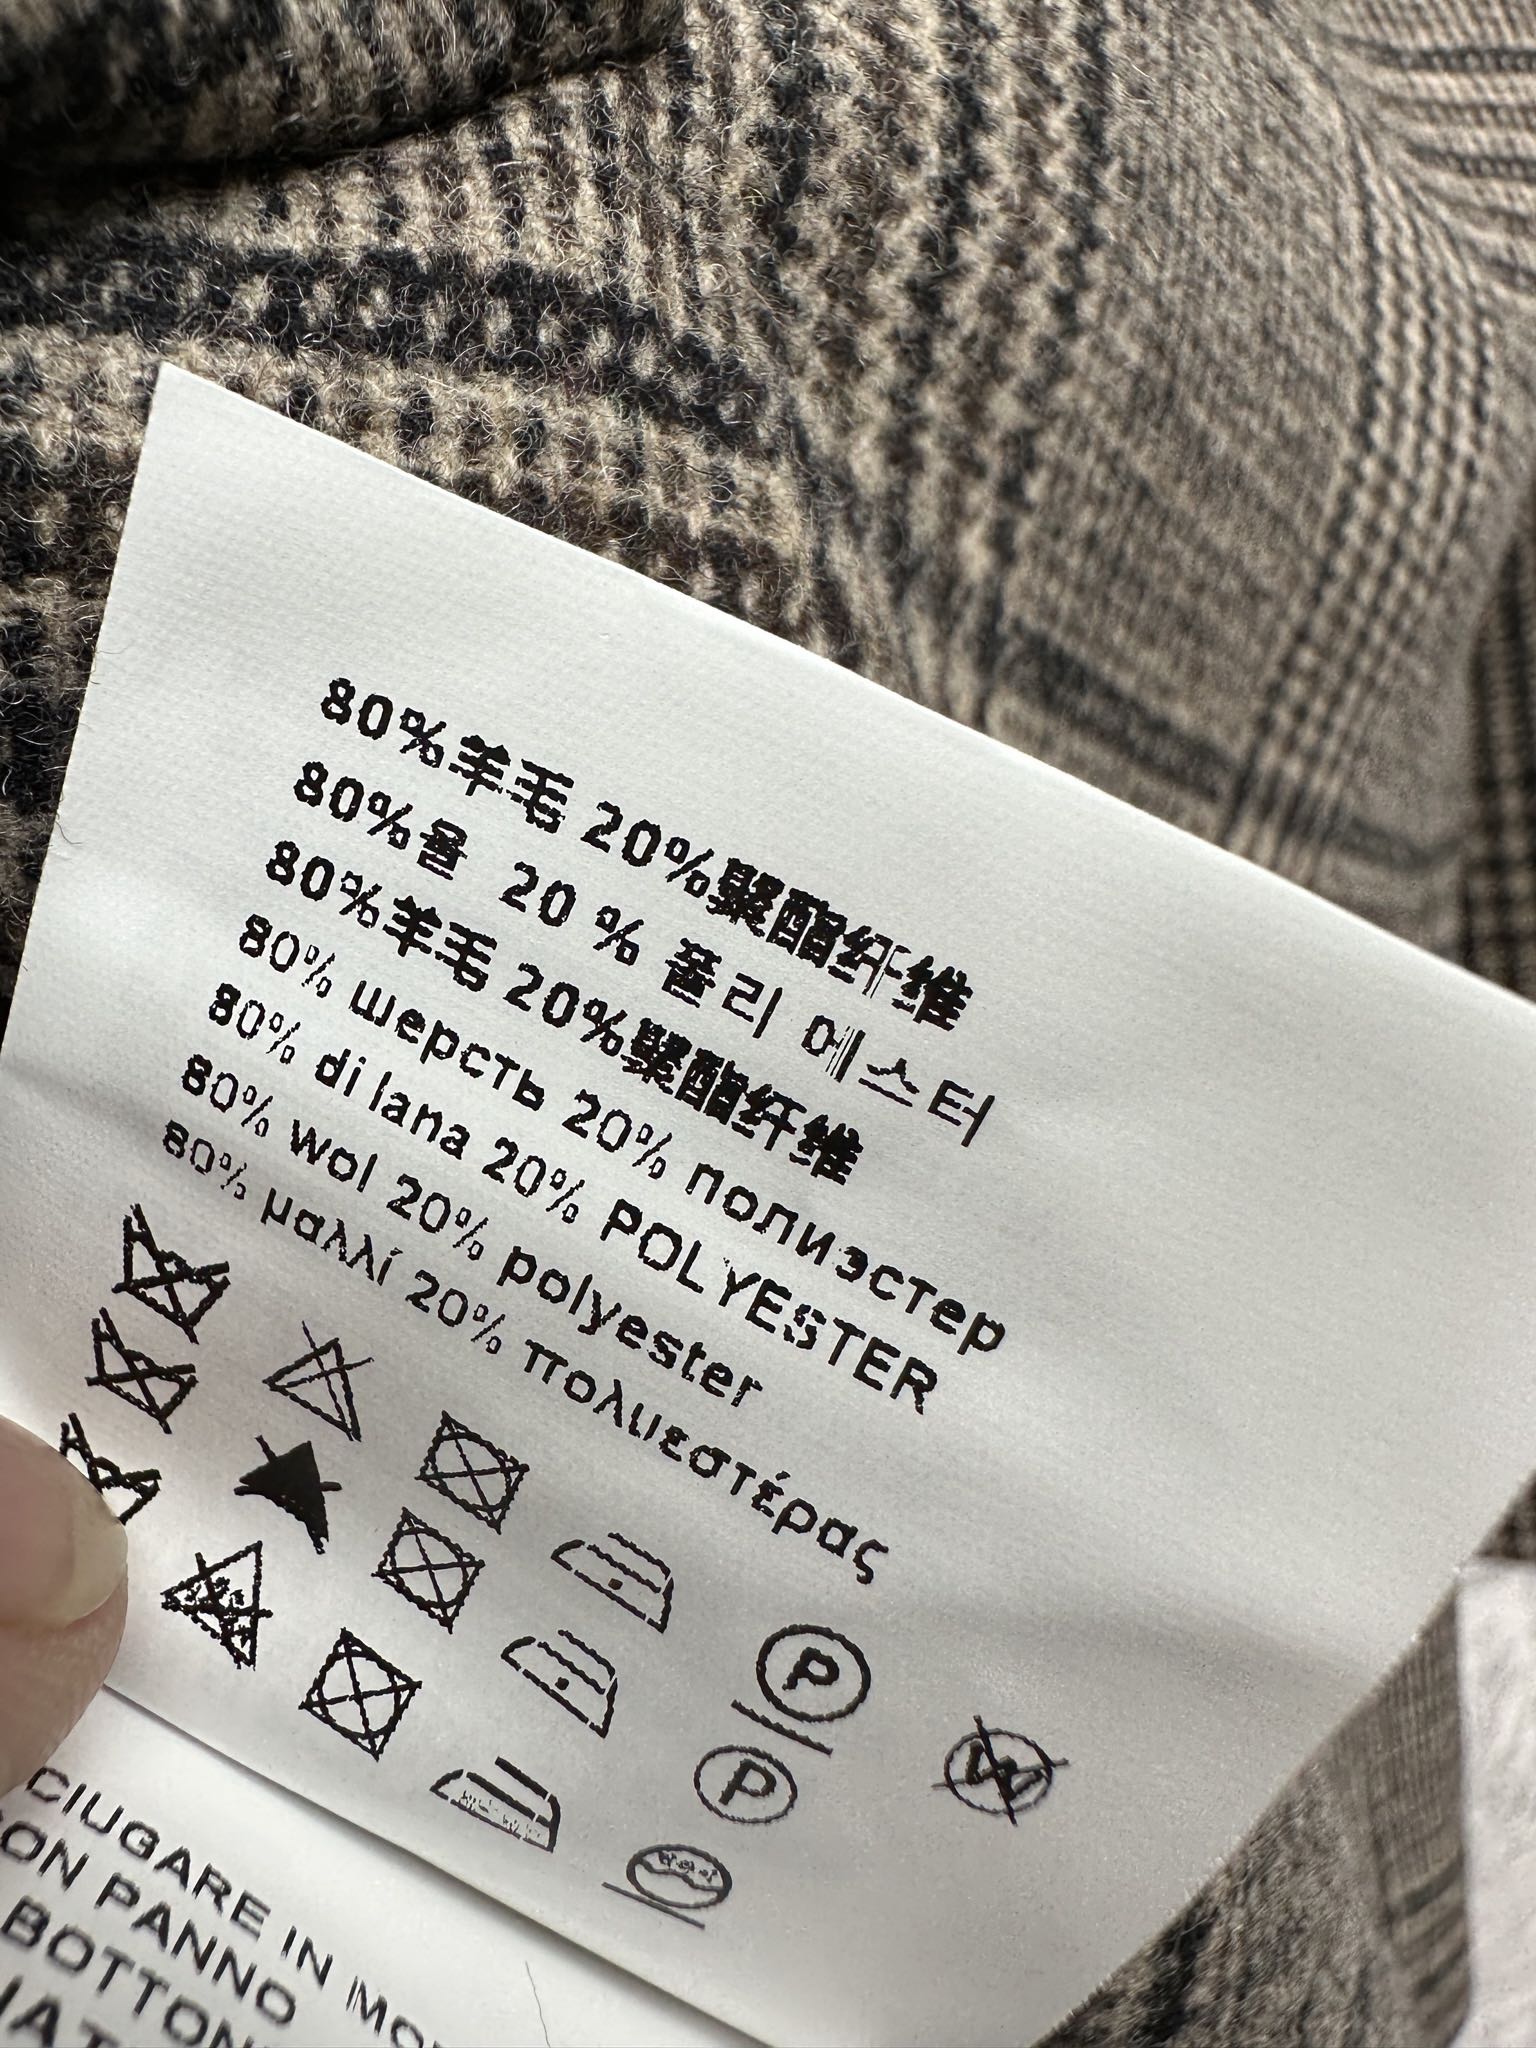 80%羊毛 20%聚酯纤维
80%울 20 % 폴리 에스터
80%羊毛 20%聚酯纤维
80% шерсть 20% полиэстер
80% di lana 20% POLYESTER
80% wol 20% polyester
80% μαλλί 20% πολυεστέρας
P
P W
CIUGARE IN
ON PANNO
BOTTON